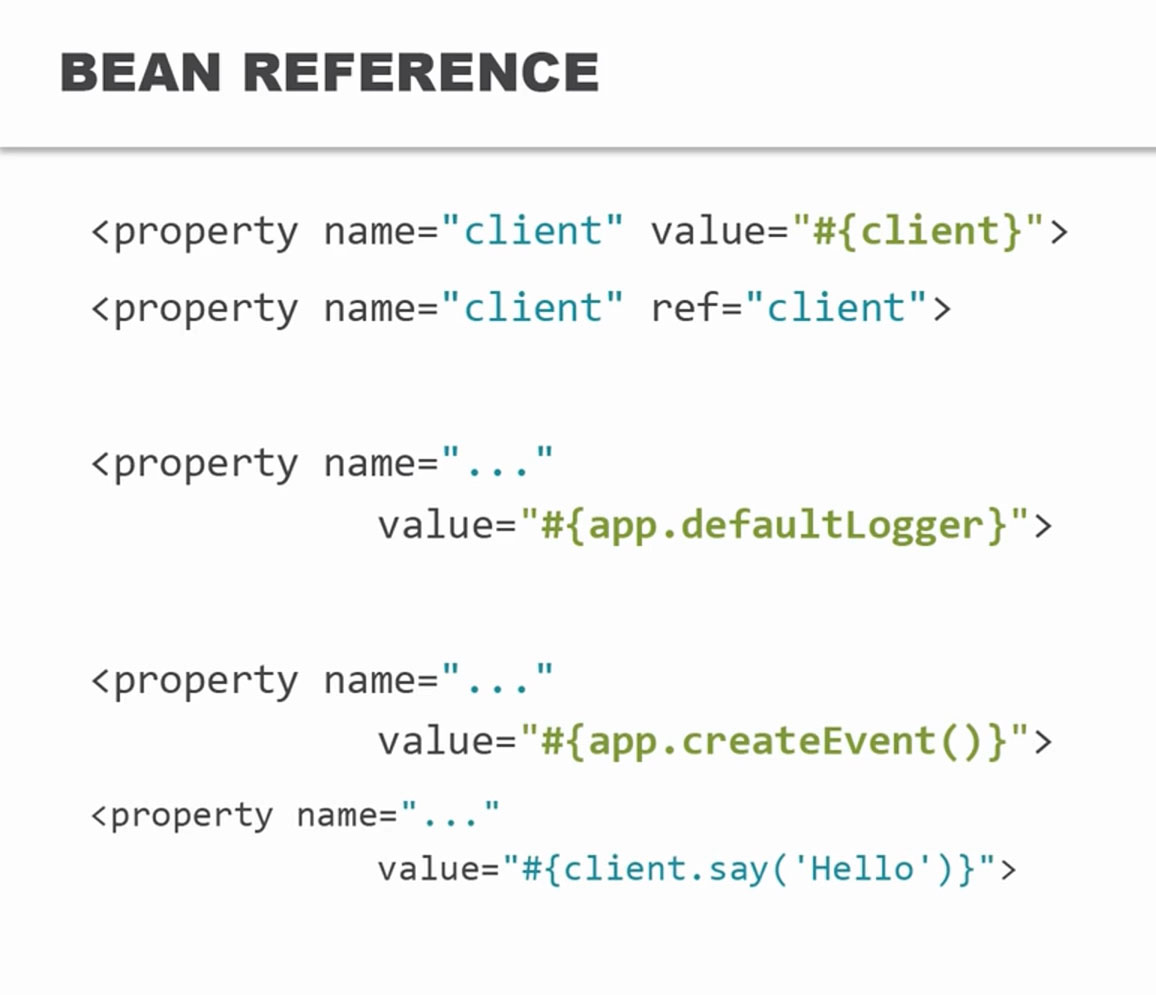 BEAN REFERENCE
<property name="client" value="#{client}">
<property name="client" ref="client">
<property name="..."
value="#{app.defaultLogger}">
<property name="..."
value="#{app.createEvent()}">
<property name="..."
value="#{client.say('Hello')}">